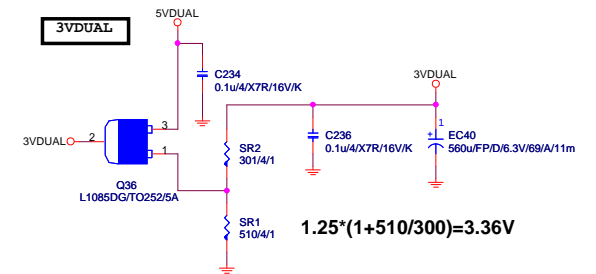 3VDUAL
5VDUAL
C234
0.1u/4/X7R/16V/K
3VDUAL
3
3VDUAL
2
1
SR2
301/4/1
C236
0.1u/4/X7R/16V/K
1
+
EC40
560u/FP/D/6.3V/69/A/11m
Q36
L1085DG/TO252/5A
SR1
510/4/1
1.25*(1+510/300)=3.36V